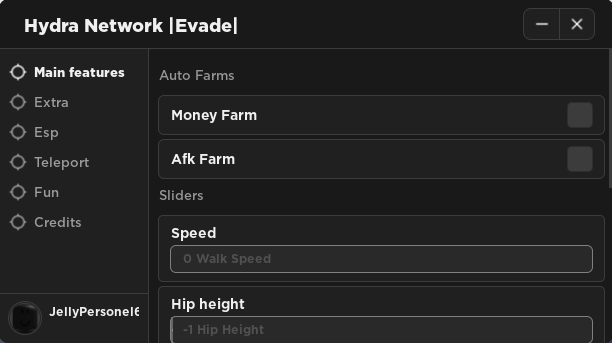 Hydra Network |Evade|
Main features
Extra
Esp
Teleport
Fun
Credits
JellyPersonel6
Auto Farms
Money Farm
Afk Farm
Sliders
Speed
0 Walk Speed
Hip height
-1 Hip Height